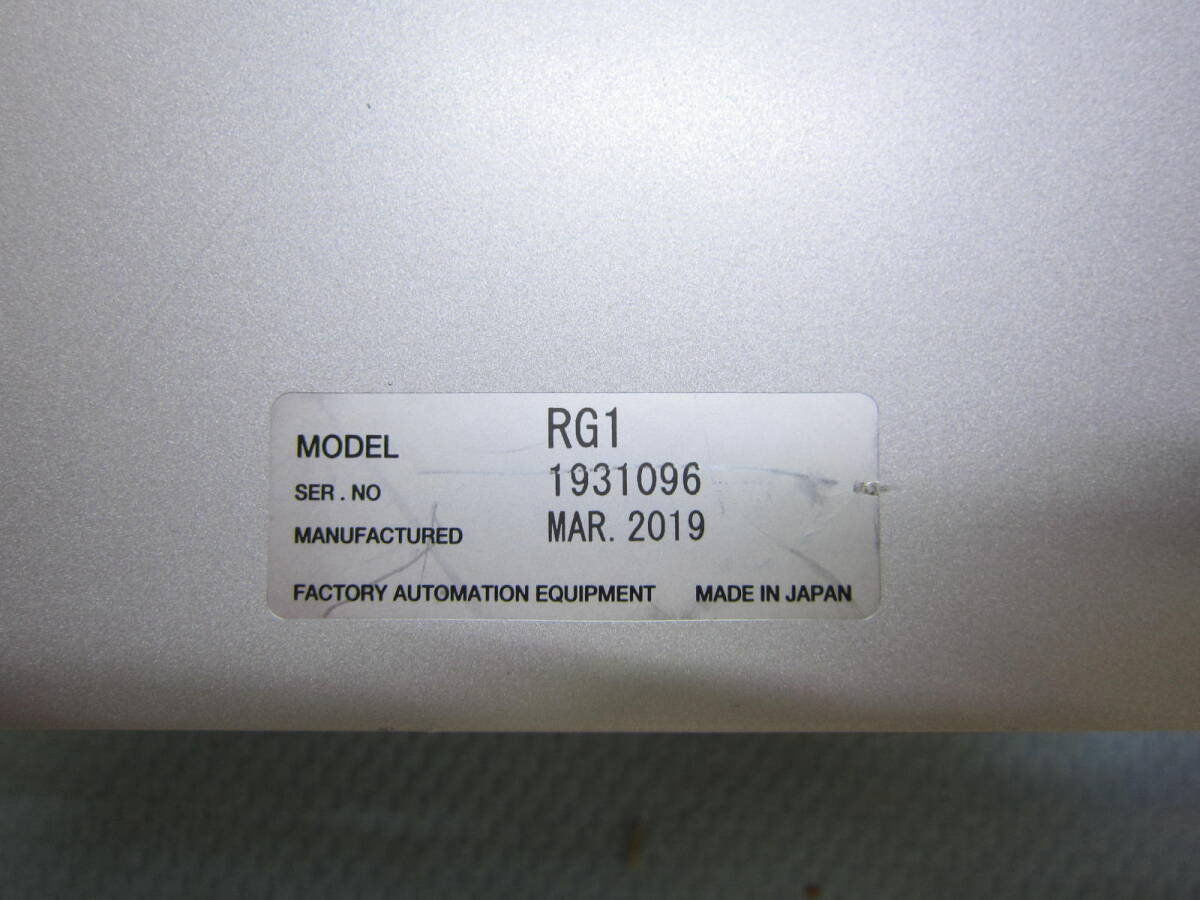 MODEL RG1
SER . NO 1931096
MANUFACTURED MAR. 2019
FACTORY AUTOMATION EQUIPMENT MADE IN JAPAN